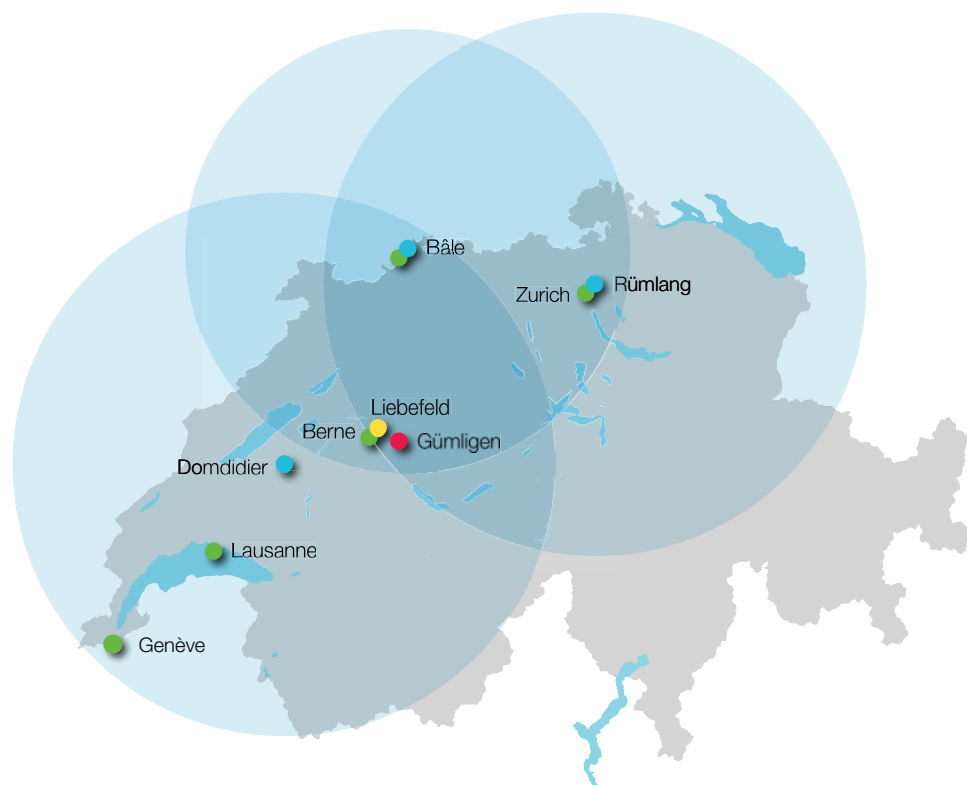 Bâle
Zurich
Rümlang
Liebefeld
Berne
Gümligen
Domdidier
Lausanne
Genève